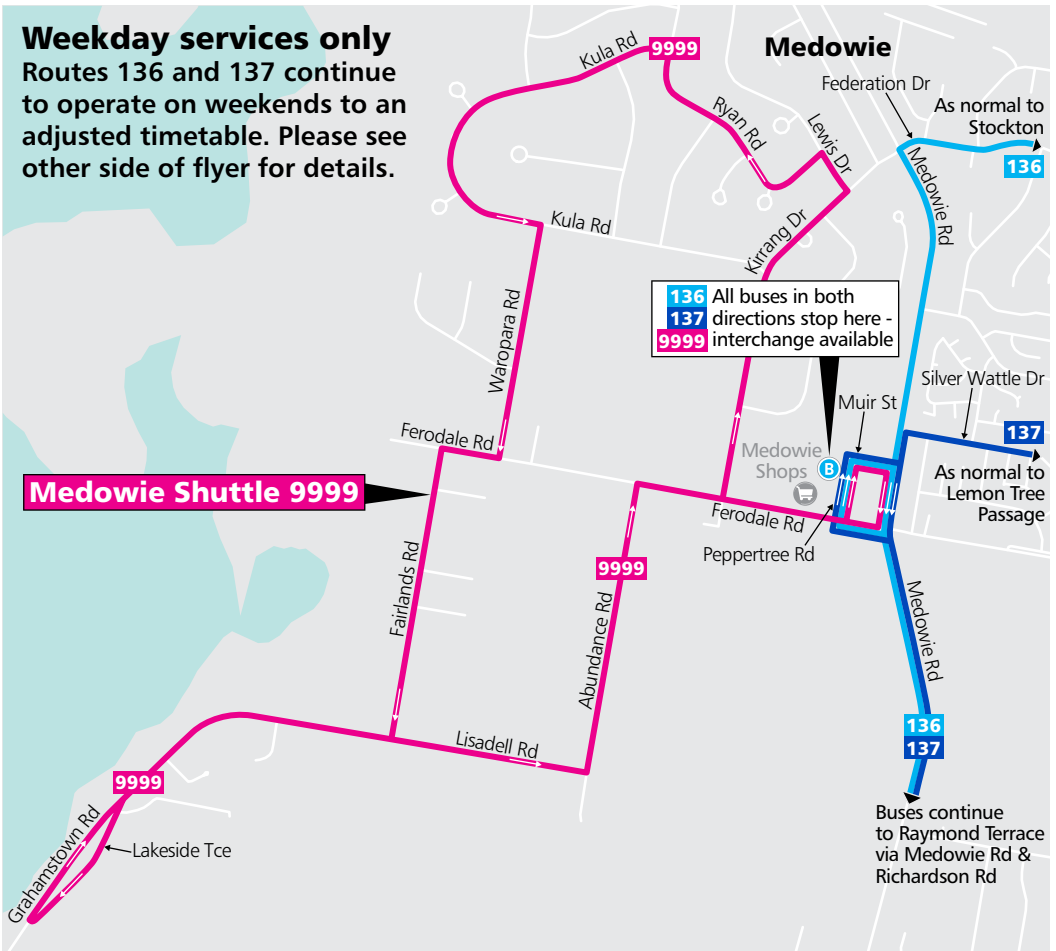 Weekday services only
Routes 136 and 137 continue
to operate on weekends to an
adjusted timetable. Please see
other side of flyer for details.
Kula Rd
9999
Medowie
Federation Dr
As normal to
Stockton
136
Ryan Rd
Lewis Dr
Medowie Rd
Kula Rd
Kirrang Dr
136 All buses in both
137 directions stop here -
9999 interchange available
Waropara Rd
Silver Wattle Dr
Muir St
137
Ferodale Rd
Medowie
Shops
B
As normal to
Lemon Tree
Passage
Medowie Shuttle 9999
Ferodale Rd
Peppertree Rd
9999
Fairlands Rd
Abundance Rd
Medowie Rd
Lisadell Rd
136
137
9999
Buses continue
to Raymond Terrace
via Medowie Rd &
Richardson Rd
Grahamstown Rd
Lakeside Tce